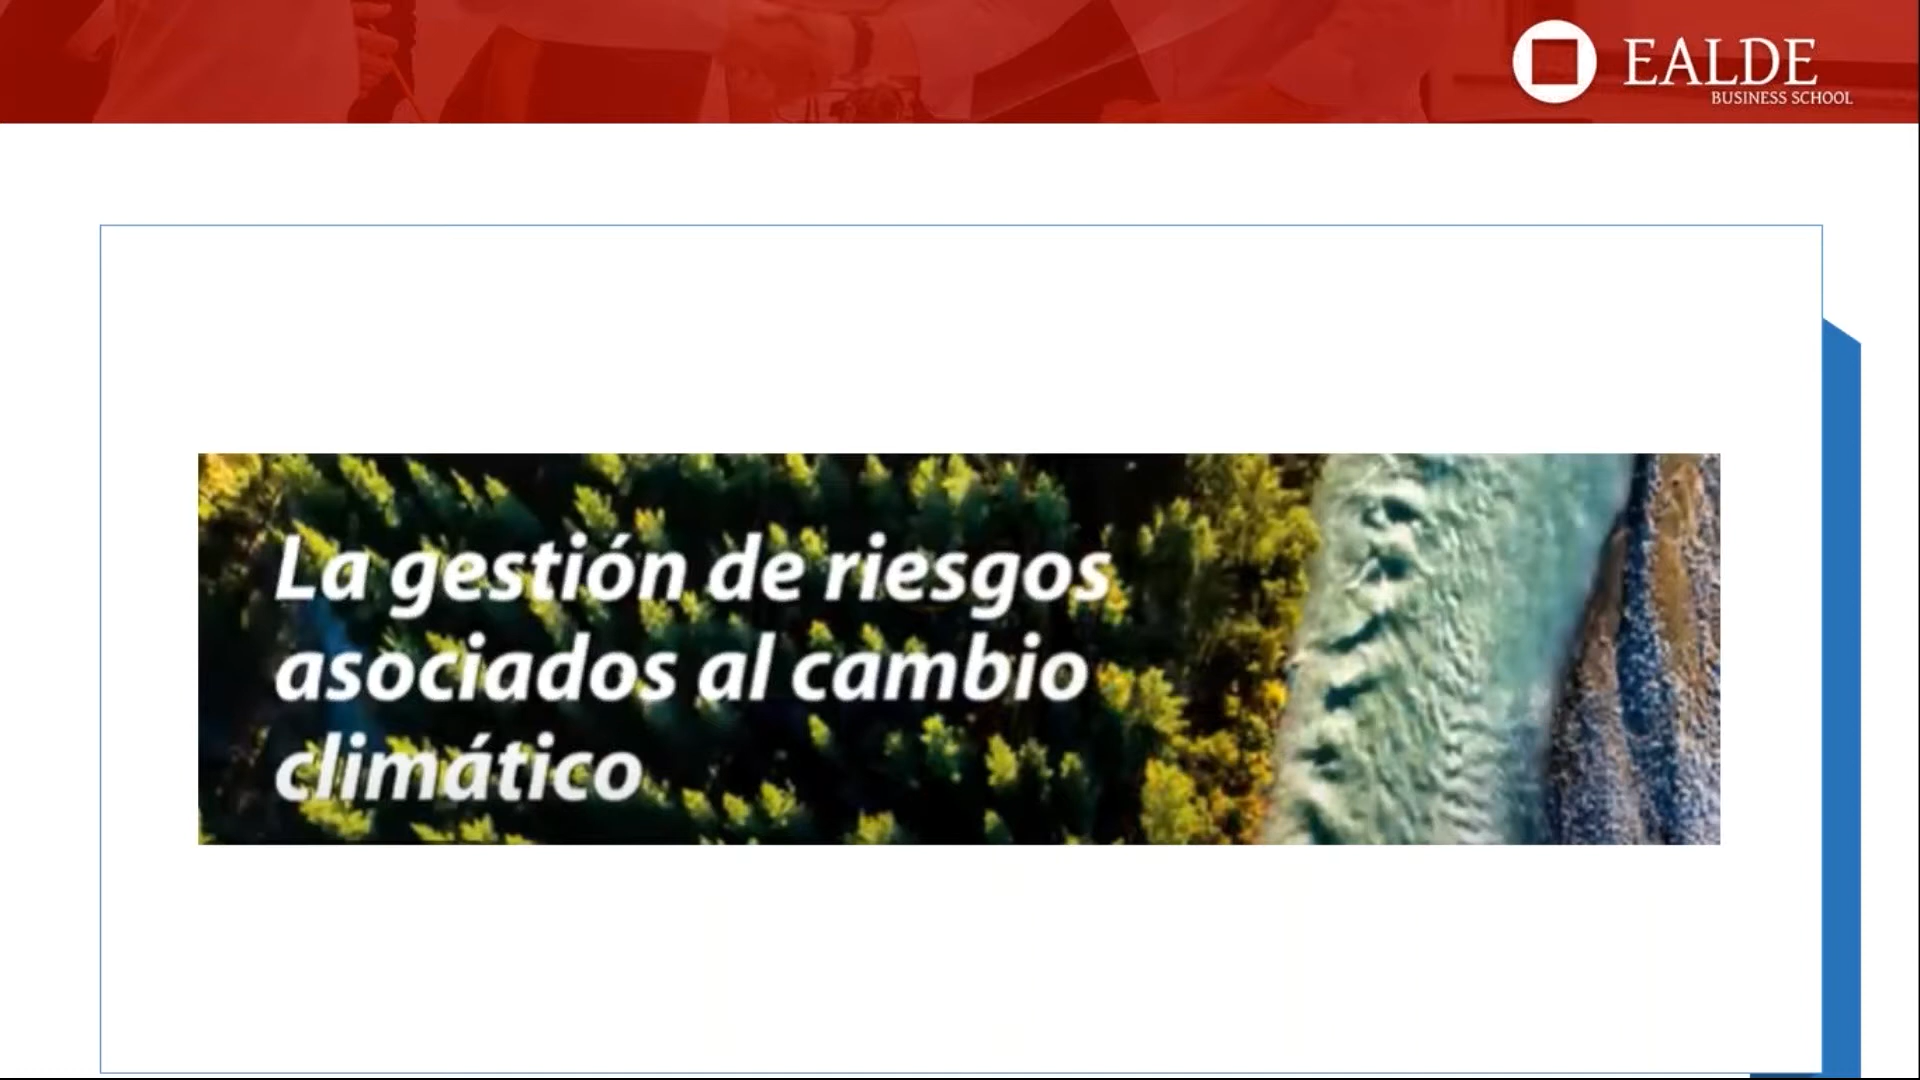 EALDE
BUSINESS SCHOOL
La gestión de riesgos
asociados al cambio
climático